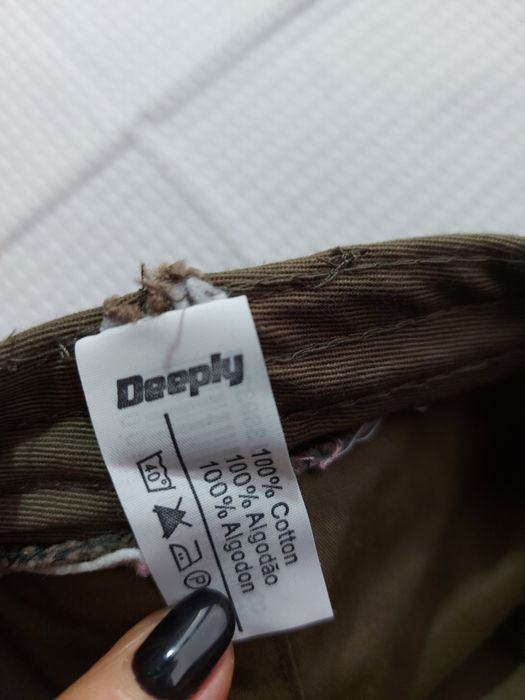 Deeply
40°
P
100% Cotton
100% Algodão
100% Algodon